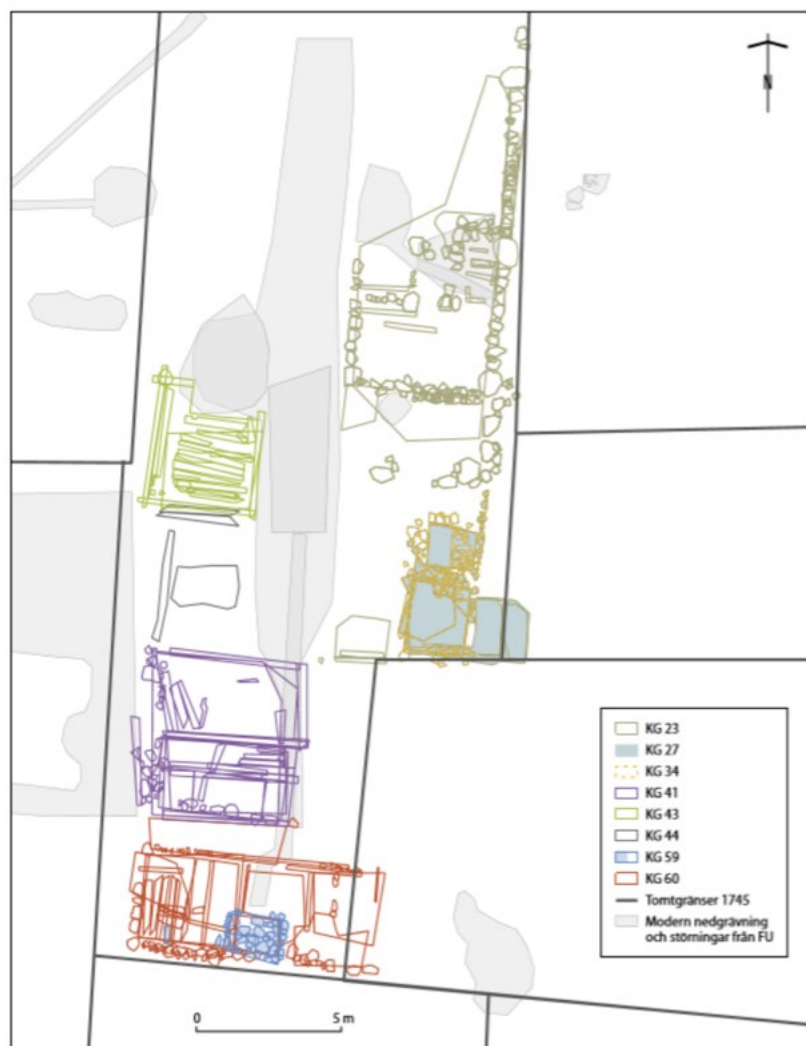 N
KG 23
KG 27
KG 34
KG 41
KG 43
KG 44
KG 59
KG 60
Tomtgränser 1745
Modern nedgrävning
och störningar från FU
0 5 m